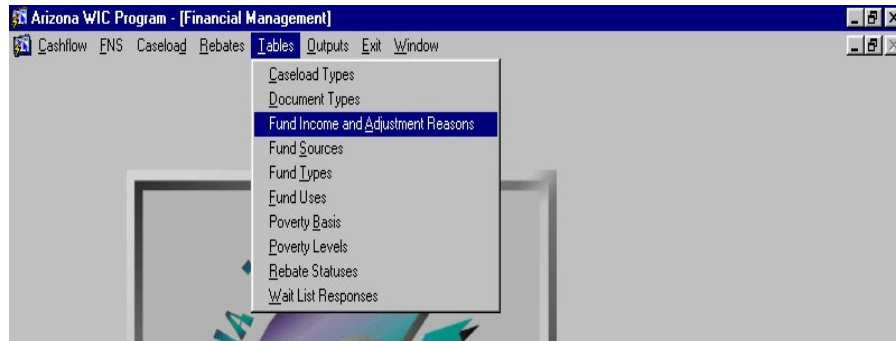 Arizona WIC Program - [Financial Management]
Cashflow FNS Caseload Rebates Tables Outputs Exit Window
Caseload Types
Document Types
Fund Income and Adjustment Reasons
Fund Sources
Fund Types
Fund Uses
Poverty Basis
Poverty Levels
Rebate Statuses
Wait List Responses